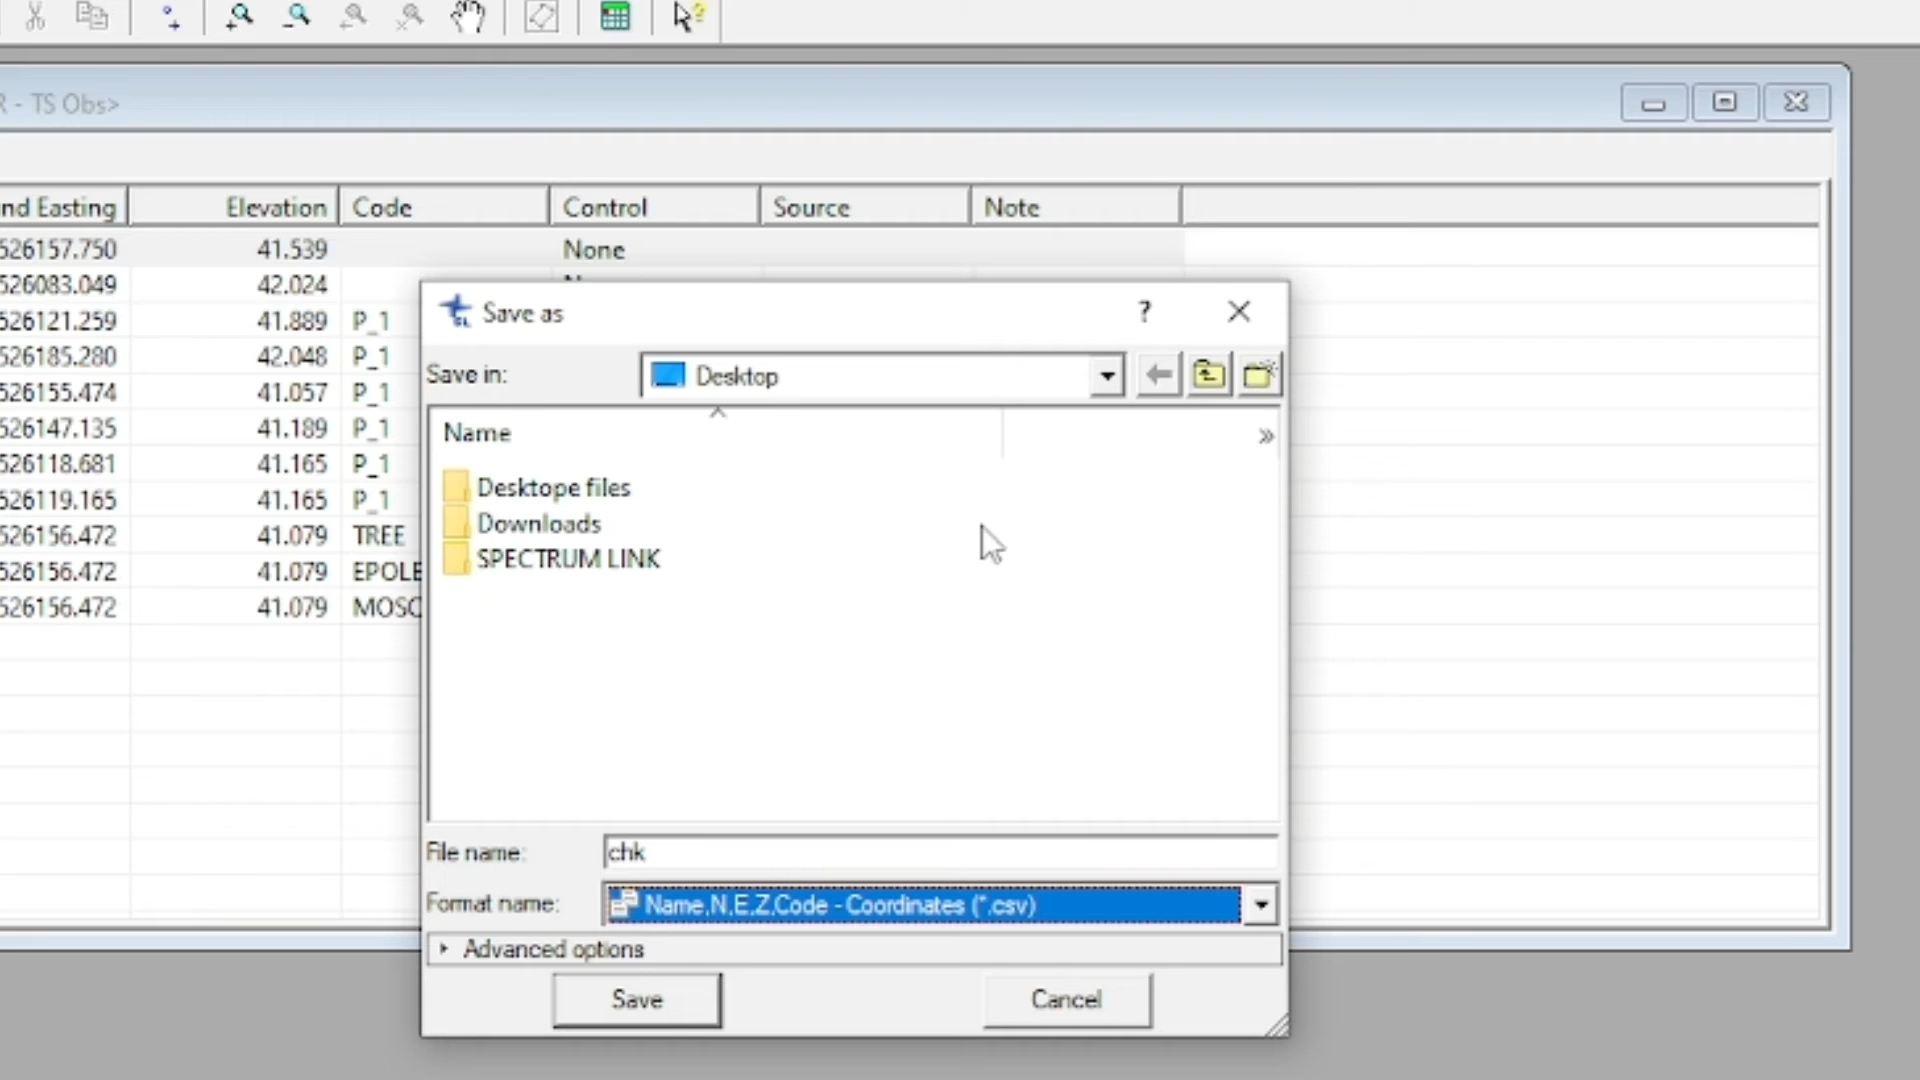 R - TS Obs>
nd Easting Elevation Code Control Source Note
526157.750 41.539 None
526083.049 42.024
526121.259 41.889 P_1
526185.280 42.048 P_1
526155.474 41.057 P_1
526147.135 41.189 P_1
526118.681 41.165 P_1
526119.165 41.165 P_1
526156.472 41.079 TREE
526156.472 41.079 EPOLE
526156.472 41.079 MOSC
Save as
?
Save in: Desktop
Name
»
Desktope files
Downloads
SPECTRUM LINK
File name: chk
Format name: Name,N,E,Z,Code - Coordinates (*.csv)
Advanced options
Save Cancel